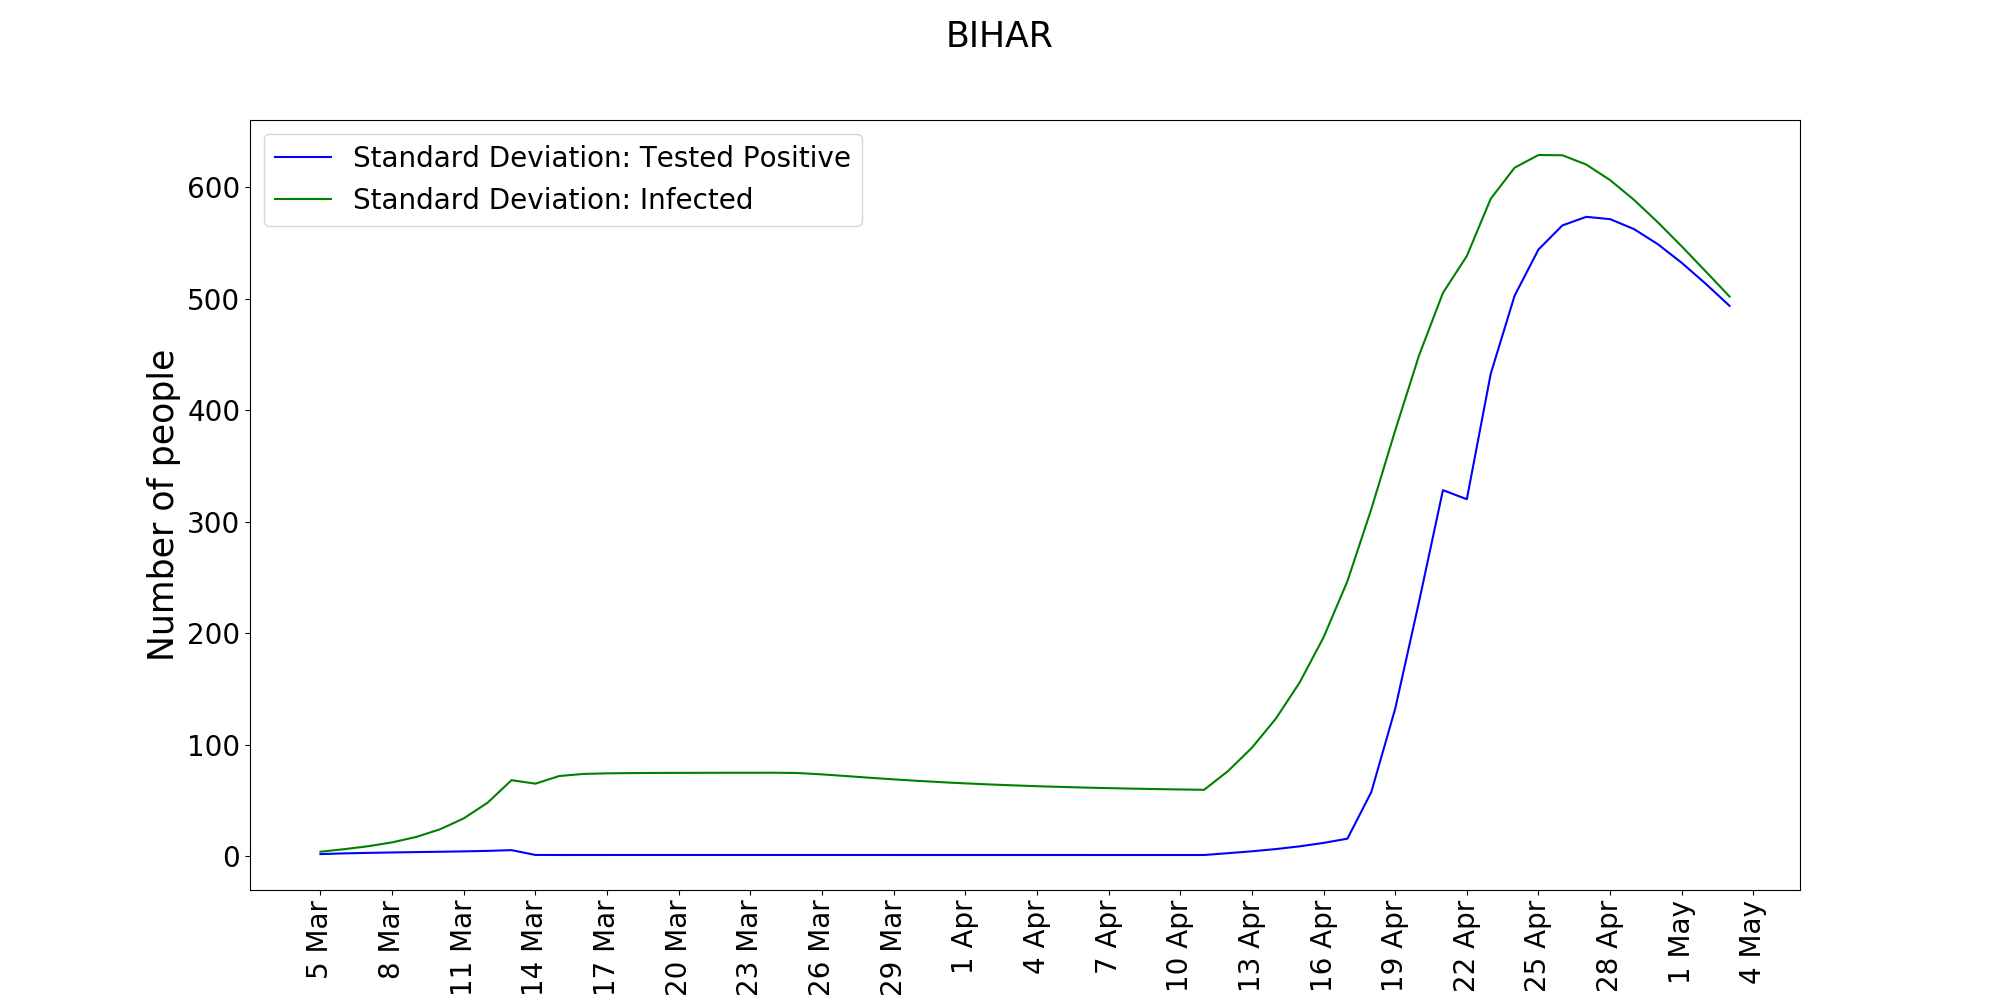 BIHAR
Standard Deviation: Tested Positive
Standard Deviation: Infected
Number of people
600
500
400
300
200
100
0
5 Mar
8 Mar
11 Mar
14 Mar
17 Mar
20 Mar
23 Mar
26 Mar
29 Mar
1 Apr
4 Apr
7 Apr
10 Apr
13 Apr
16 Apr
19 Apr
22 Apr
25 Apr
28 Apr
1 May
4 May